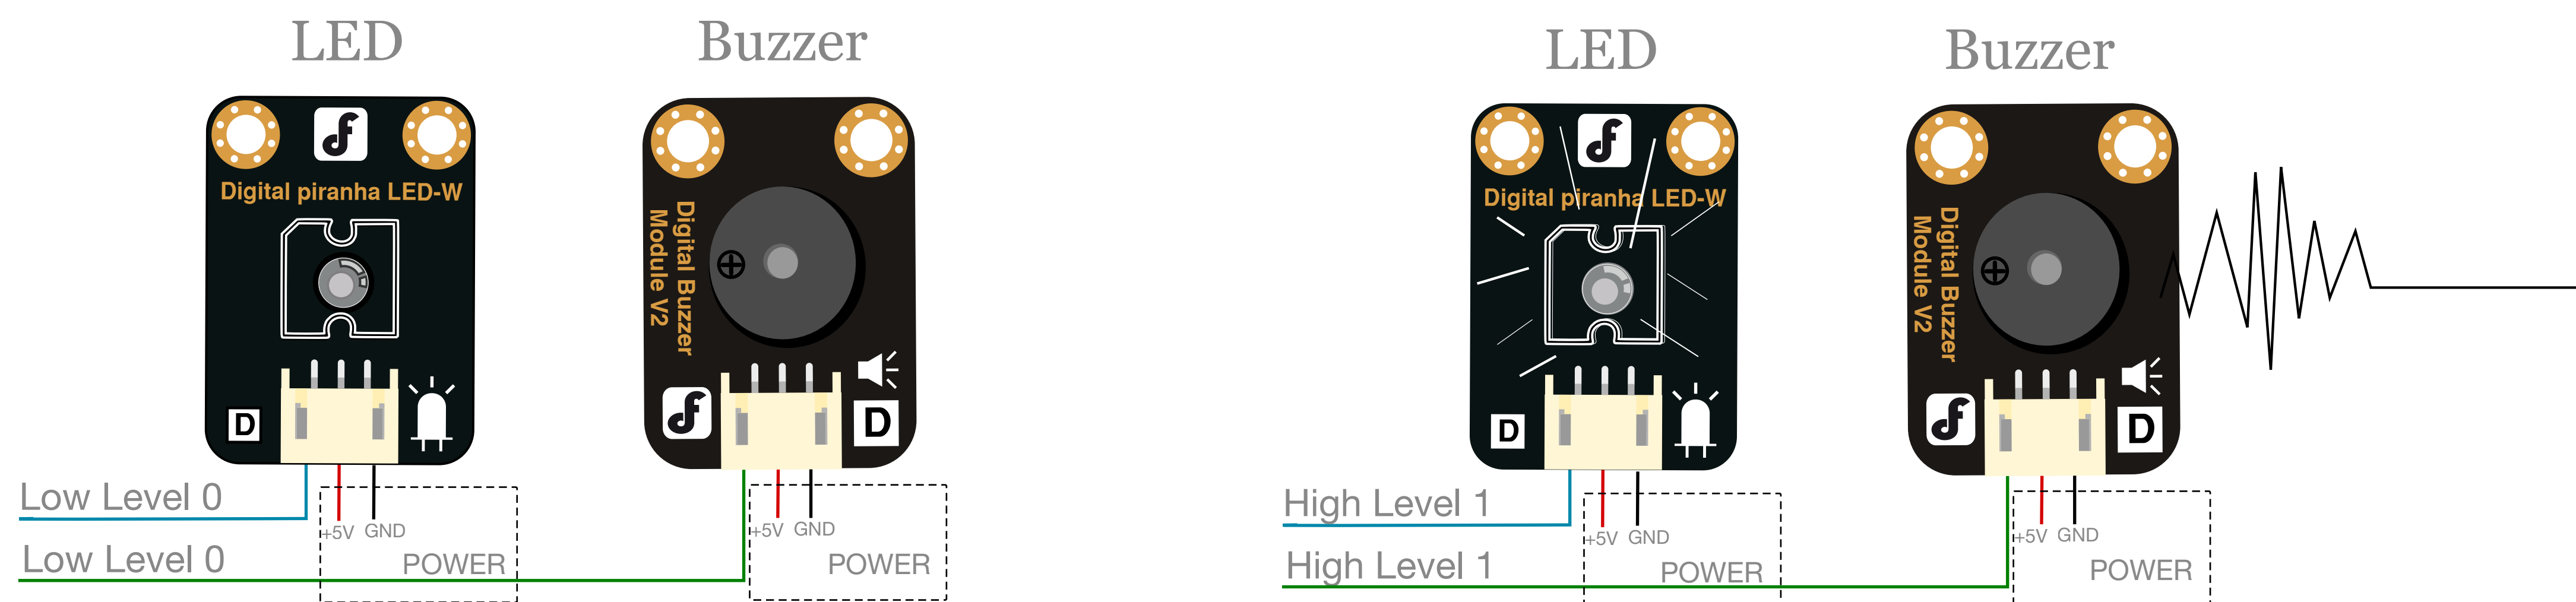 LED
Buzzer
Digital piranha LED-W
Digital Buzzer
Module V2
D
D
Low Level 0
+5V GND
POWER
+5V GND
POWER
Low Level 0
LED
Buzzer
Digital piranha LED-W
Digital Buzzer
Module V2
D
D
High Level 1
+5V GND
POWER
+5V GND
POWER
High Level 1